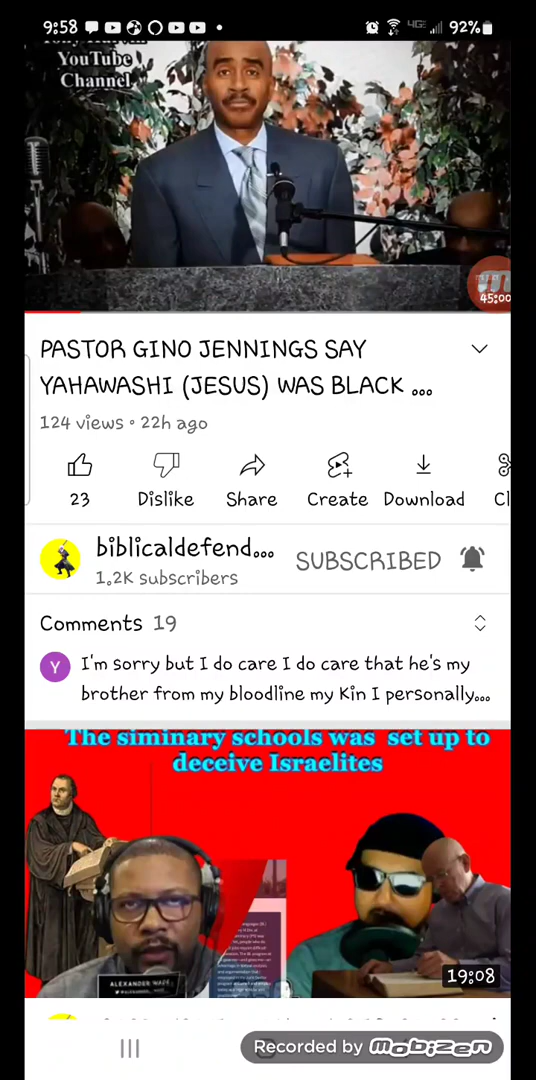 9:58
4GE 92%
YouTube
Channel
45:00
PASTOR GINO JENNINGS SAY
YAHAWASHI (JESUS) WAS BLACK ...
124 views • 22h ago
23 Dislike Share Create Download Cl
biblicaldefend... SUBSCRIBED
1.2K subscribers
Comments 19
Y I'm sorry but I do care I do care that he's my
brother from my bloodline my Kin I personally...
The siminary schools was set up to
deceive Israelites
ALEXANDER WADE
19:08
Recorded by mobizen